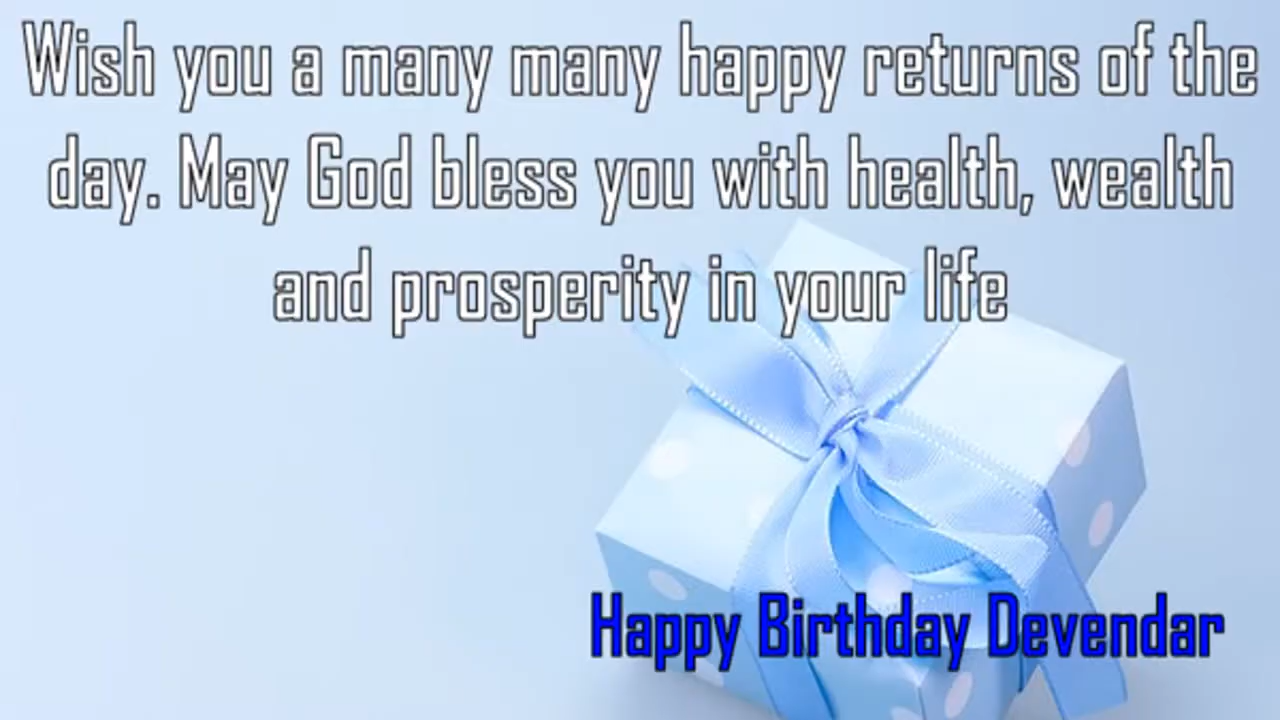 Wish you a many many happy returns of the
day. May God bless you with health, wealth
and prosperity in your life
Happy Birthday Devendar